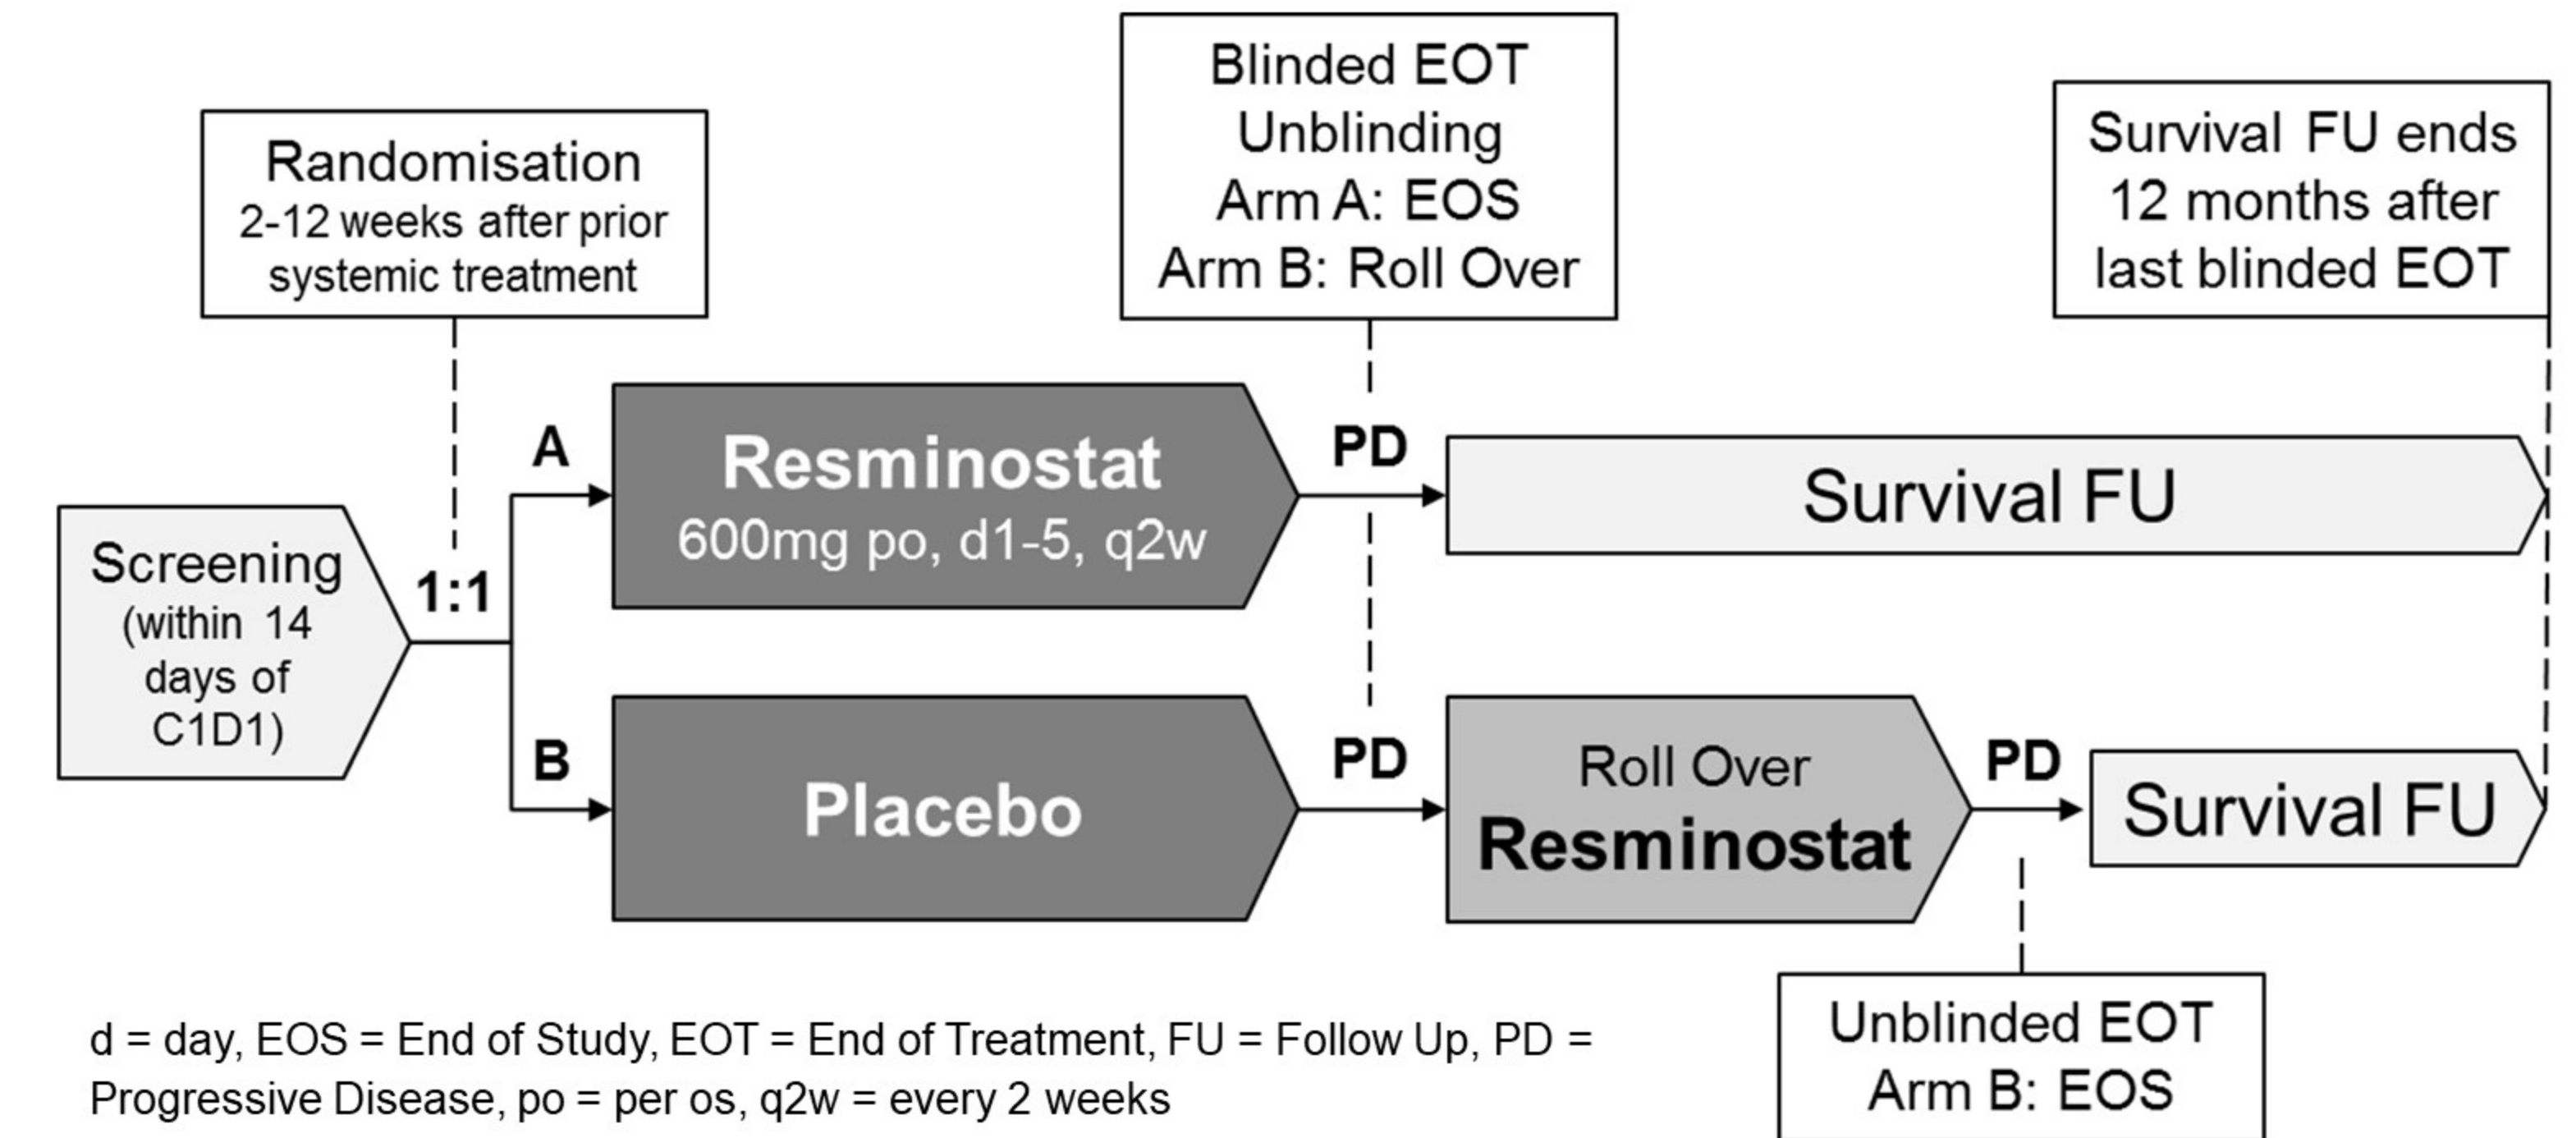 Randomisation
2-12 weeks after prior
systemic treatment
Blinded EOT
Unblinding
Arm A: EOS
Arm B: Roll Over
Survival FU ends
12 months after
last blinded EOT
Screening
(within 14
days of
C1D1)
1:1
A
Resminostat
600mg po, d1-5, q2w
PD
Survival FU
B
Placebo
PD
Roll Over
Resminostat
PD
Survival FU
Unblinded EOT
Arm B: EOS
d = day, EOS = End of Study, EOT = End of Treatment, FU = Follow Up, PD =
Progressive Disease, po = per os, q2w = every 2 weeks